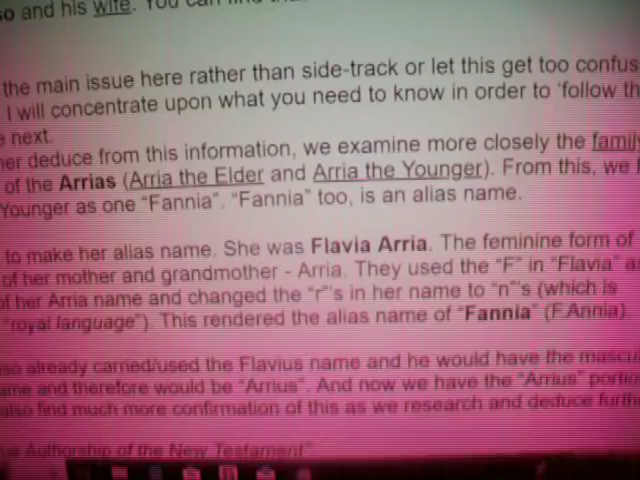 so and his wife. You can find
the main issue here rather than side-track or let this get too confus
I will concentrate upon what you need to know in order to 'follow th
e next.
her deduce from this information, we examine more closely the family
of the Arrias (Arria the Elder and Arria the Younger). From this, we f
Younger as one "Fannia". "Fannia" too, is an alias name.
to make her alias name. She was Flavia Arria. The feminine form of
of her mother and grandmother - Arria. They used the "F" in "Flavia" a
of her Arria name and changed the "r"'s in her name to "n"'s (which is
"royal language"). This rendered the alias name of "Fannia" (F.Annia).
so already carried/used the Flavius name and he would have the mascu
ame and therefore would be "Arrius". And now we have the "Arrius" portio
also find much more confirmation of this as we research and deduce furth
ue Authorship of the New Testament"